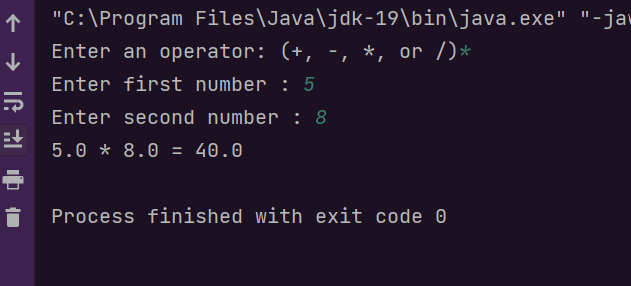 "C:\Program Files\Java\jdk-19\bin\java.exe" "-jav
Enter an operator: (+, -, *, or /)*
Enter first number : 5
Enter second number : 8
5.0 * 8.0 = 40.0
Process finished with exit code 0